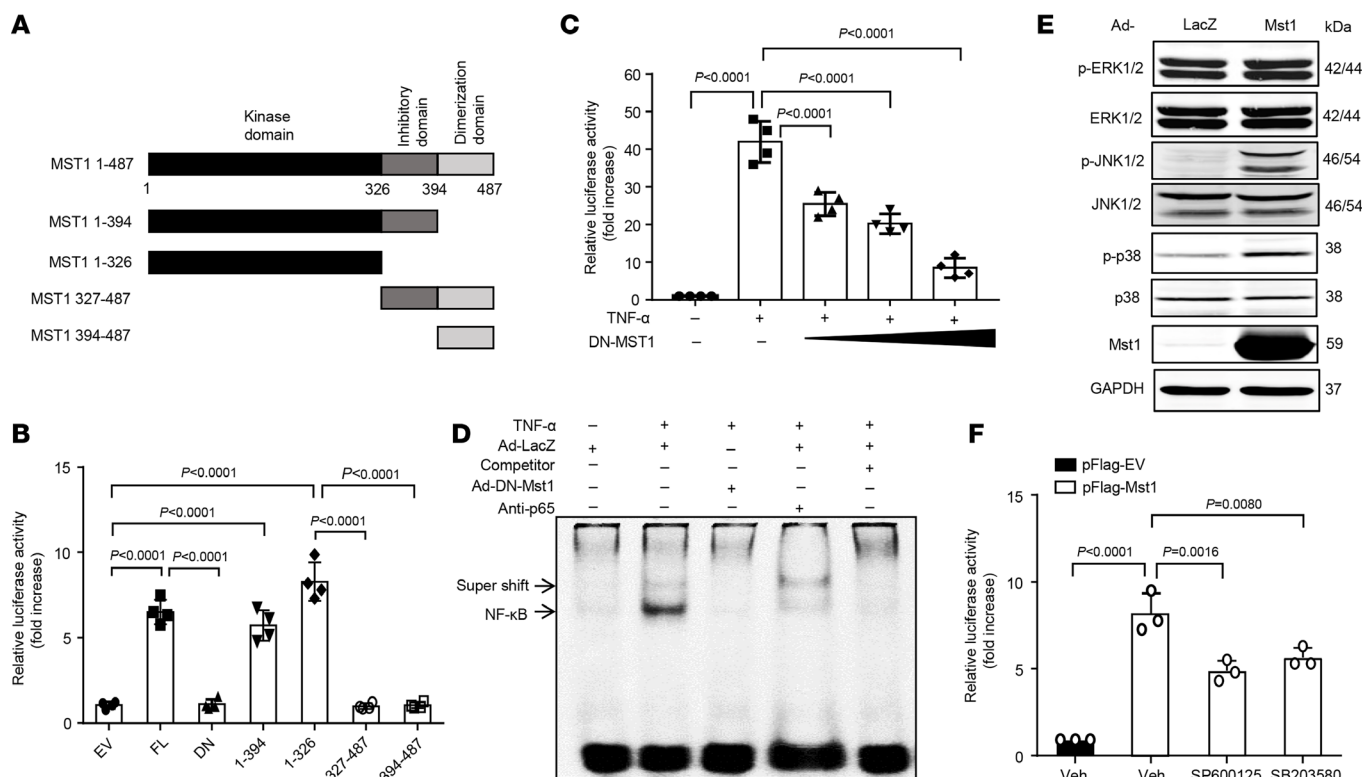 A
Kinase
domain
Inhibitory
domain
Dimerization
domain
MST1 1-487
1
326
394
487
MST1 1-394
MST1 1-326
MST1 327-487
MST1 394-487
B
Relative luciferase activity
(fold increase)
15
10
5
0
P<0.0001
P<0.0001
P<0.0001
P<0.0001
P<0.0001
P<0.0001
EV
FL
DN
1-394
1-326
327-487
394-487
C
Relative luciferase activity
(fold increase)
60
50
40
30
20
10
0
P<0.0001
P<0.0001
P<0.0001
P<0.0001
TNF-α – + + + +
DN-MST1 – –
D
TNF-α – + + + +
Ad-LacZ + + – + +
Competitor – – – – +
Ad-DN-Mst1 – – + – –
Anti-p65 – – – + –
Super shift
NF-κB
E
Ad- LacZ Mst1 kDa
p-ERK1/2 42/44
ERK1/2 42/44
p-JNK1/2 46/54
JNK1/2 46/54
p-p38 38
p38 38
Mst1 59
GAPDH 37
F
pFlag-EV
pFlag-Mst1
Relative luciferase activity
(fold increase)
15
10
5
0
P=0.0080
P<0.0001
P=0.0016
Veh Veh SP600125 SB203580